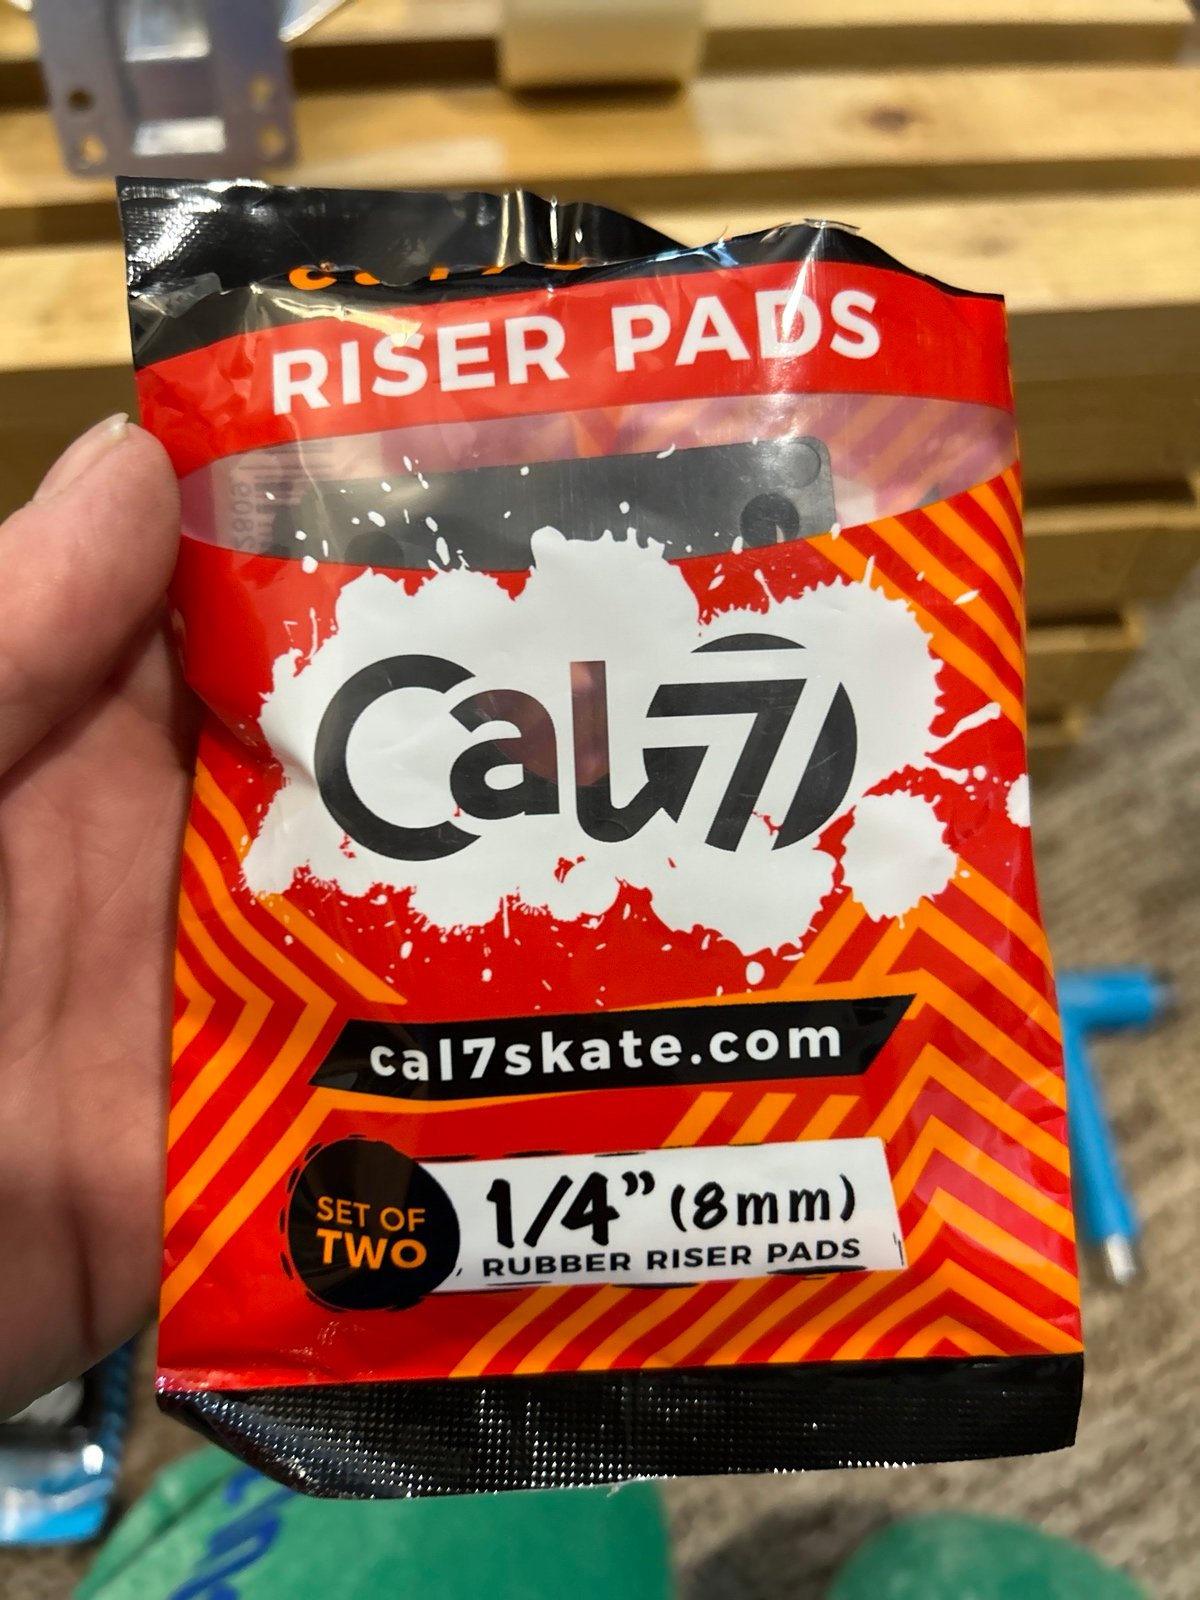 RISER PADS
Cal7
cal7skate.com
SET OF
TWO
1/4" (8mm)
RUBBER RISER PADS